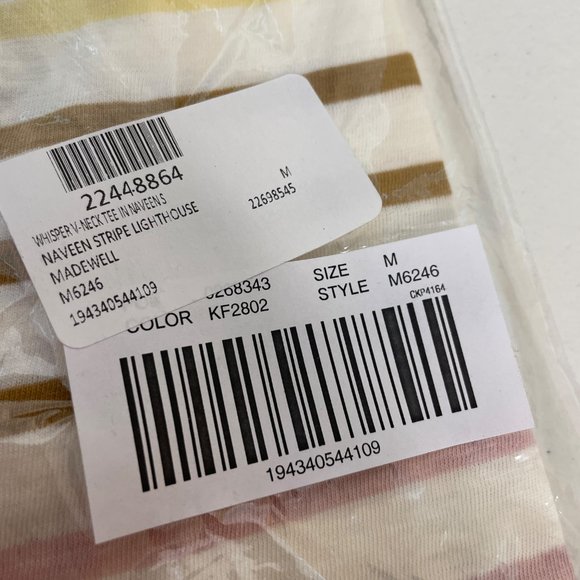 22448864
WHISPER V-NECK TEE IN NAVEEN S
M
NAVEEN STRIPE LIGHTHOUSE
22698545
MADEWELL
M6246
194340544109
268343
SIZE M
COLOR KF2802
STYLE M6246
CKP4164
194340544109